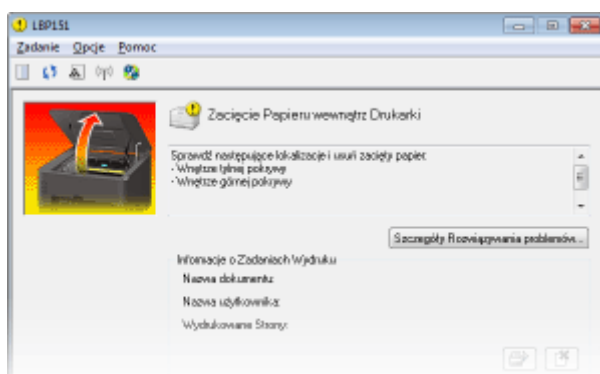 LBP151
Zadanie Opcje Pomoc
Zacięcie Papieru wewnątrz Drukarki
Sprawdź następujące lokalizacje i usuń zacięty papier.
- Wnętrze tylnej pokrywy
- Wnętrze górnej pokrywy
Szczegóły Rozwiązywania problemów...
Informacje o Zadaniach Wydruku
Nazwa dokumentu:
Nazwa użytkownika:
Wydrukowane Strony: